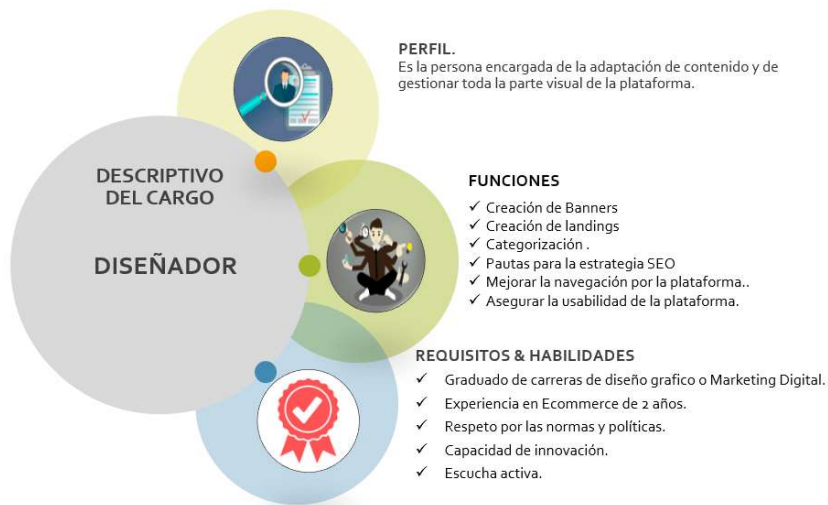 DESCRIPTIVO
DEL CARGO
DISEÑADOR
PERFIL.
Es la persona encargada de la adaptación de contenido y de
gestionar toda la parte visual de la plataforma.
FUNCIONES
✓ Creación de Banners
✓ Creación de landings
✓ Categorización .
✓ Pautas para la estrategia SEO
✓ Mejorar la navegación por la plataforma..
✓ Asegurar la usabilidad de la plataforma.
REQUISITOS & HABILIDADES
✓ Graduado de carreras de diseño grafico o Marketing Digital.
✓ Experiencia en Ecommerce de 2 años.
✓ Respeto por las normas y políticas.
✓ Capacidad de innovación.
✓ Escucha activa.